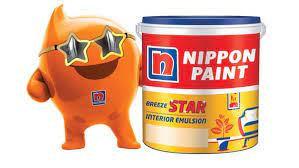 n
n
NIPPON
PAINT
BREEZE STAR
INTERIOR EMULSION